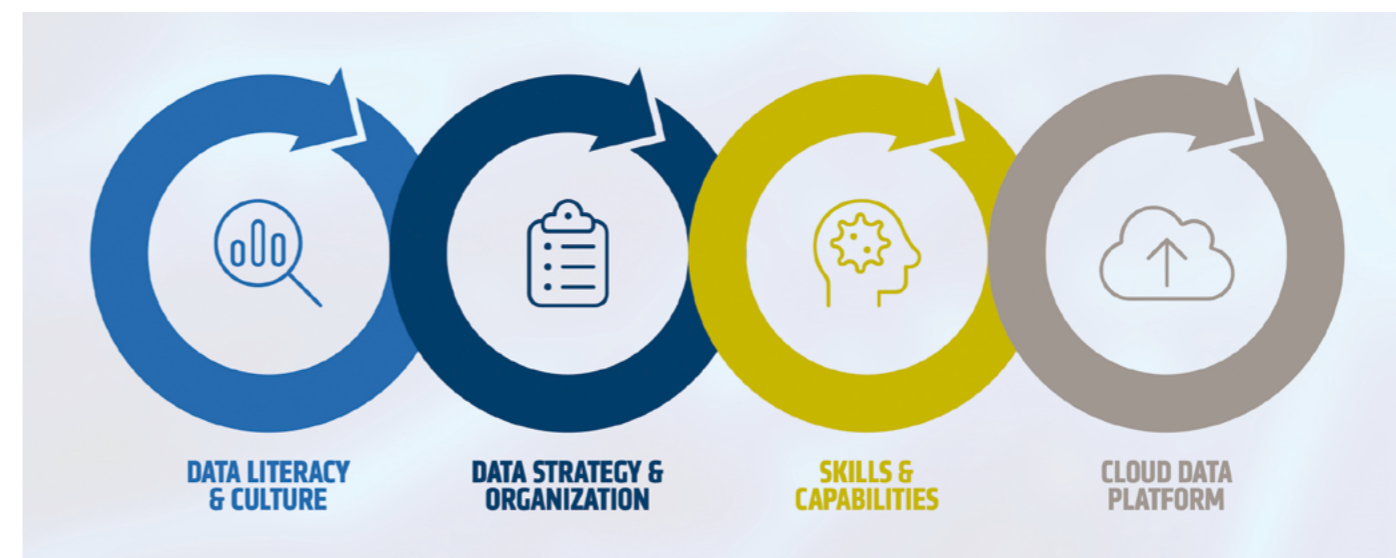 DATA LITERACY
& CULTURE
DATA STRATEGY &
ORGANIZATION
SKILLS &
CAPABILITIES
CLOUD DATA
PLATFORM